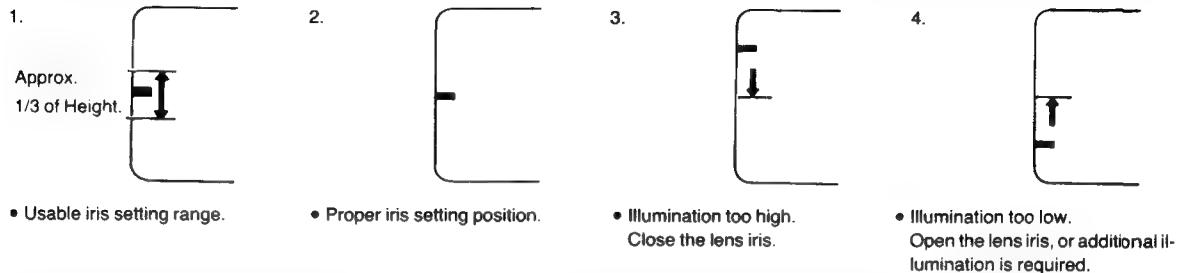 1.
Approx.
1/3 of Height.
• Usable iris setting range.
2.
• Proper iris setting position.
3.
• Illumination too high.
Close the lens iris.
4.
• Illumination too low.
Open the lens iris, or additional il-
lumination is required.